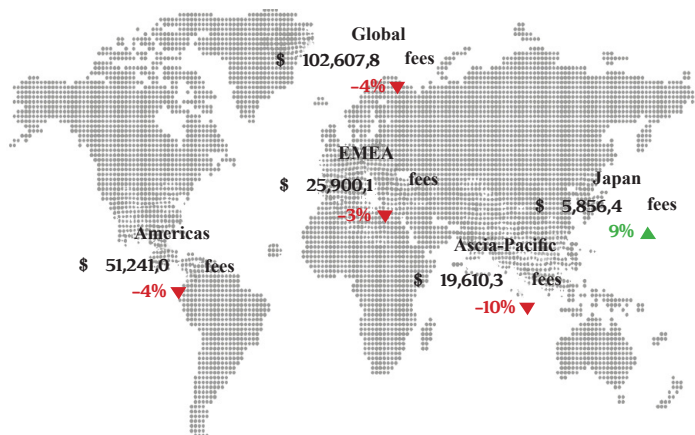 Global
$ 102,607,8 fees
-4%
EMEA
$ 25,900,1 fees
-3%
Japan
$ 5,856,4 fees
9%
Americas
$ 51,241,0 fees
-4%
Ascia-Pacific
$ 19,610,3 fees
-10%